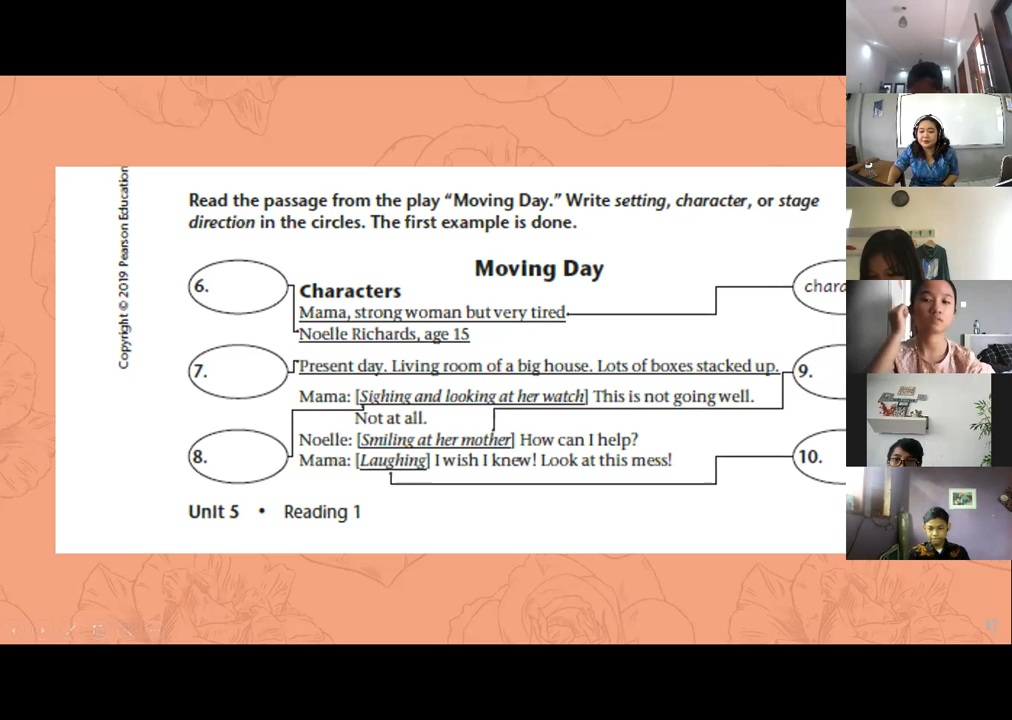 Copyright © 2019 Pearson Education
Read the passage from the play “Moving Day.” Write setting, character, or stage
direction in the circles. The first example is done.
Moving Day
6.
Characters
chara
Mama, strong woman but very tired
Noelle Richards, age 15
7.
Present day. Living room of a big house. Lots of boxes stacked up.
9.
Mama: [Sighing and looking at her watch] This is not going well.
Not at all.
Noelle: [Smiling at her mother] How can I help?
8.
Mama: [Laughing] I wish I knew! Look at this mess!
10.
Unit 5 • Reading 1